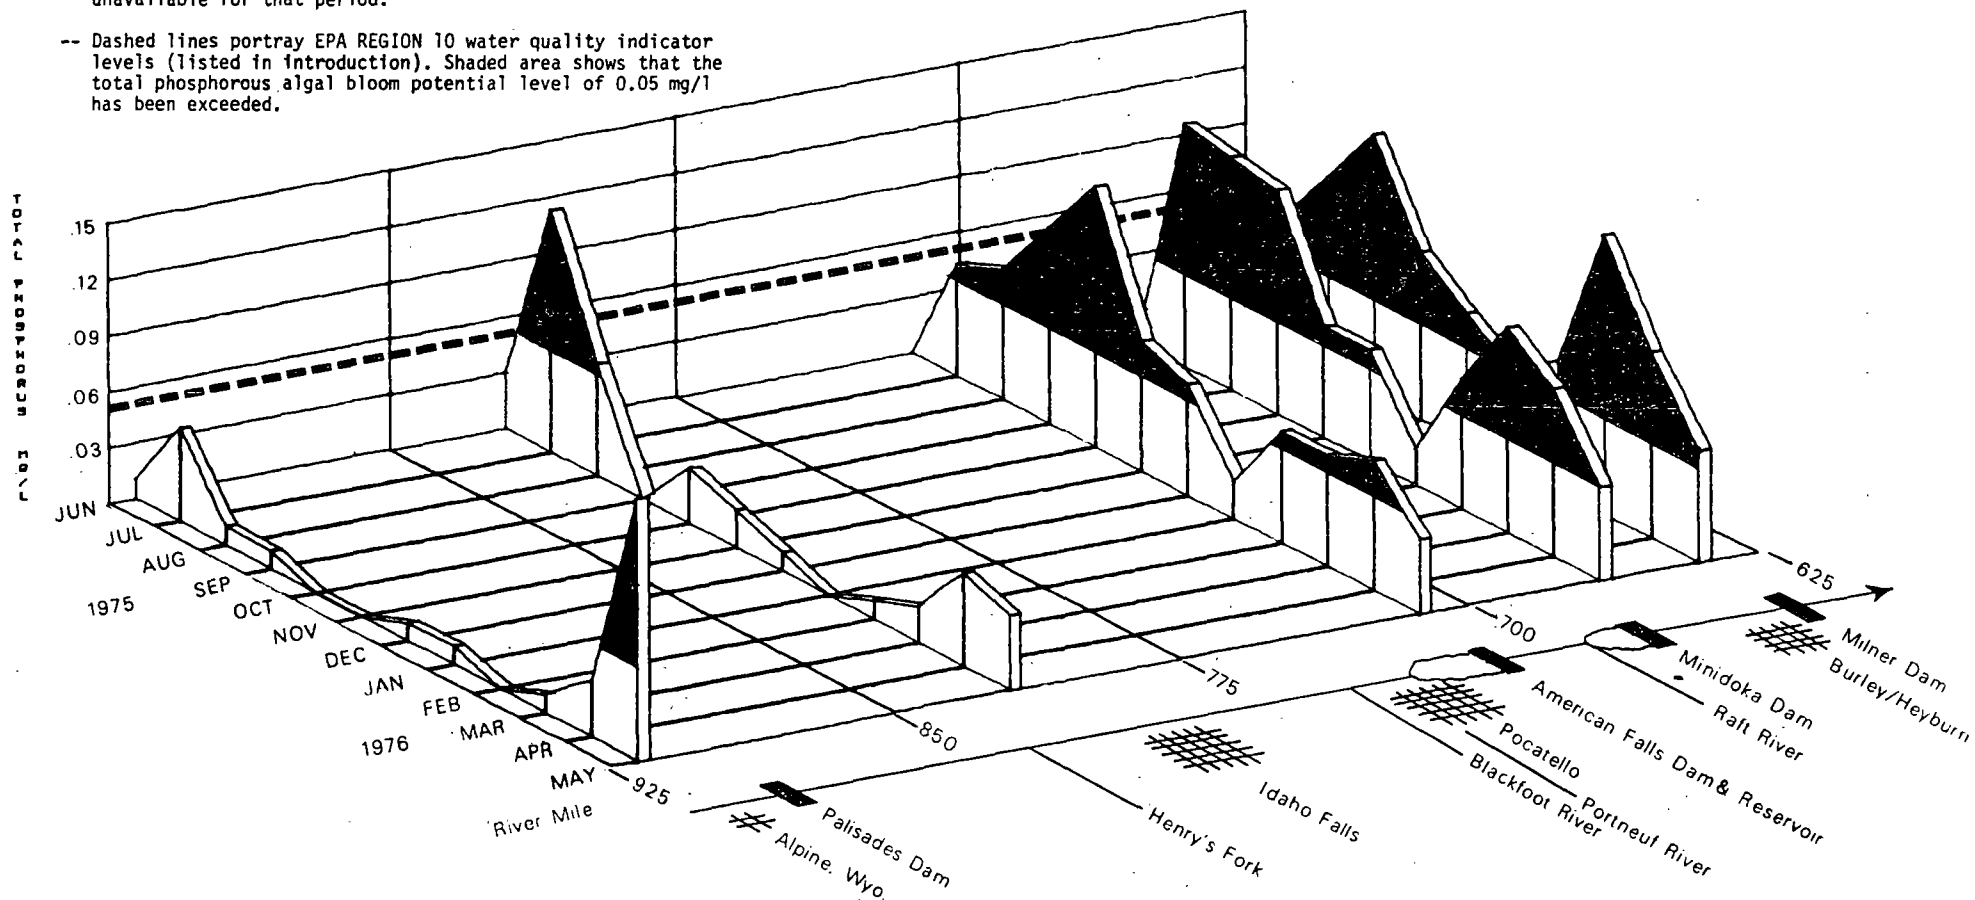 unavailable for that period.
-- Dashed lines portray EPA REGION 10 water quality indicator
levels (listed in introduction). Shaded area shows that the
total phosphorous algal bloom potential level of 0.05 mg/l
has been exceeded.
TOTAL PHOSPHORUS MG/L
.15
.12
.09
.06
.03
JUN
JUL
AUG
SEP
OCT
NOV
DEC
JAN
FEB
MAR
APR
MAY
1975
1976
River Mile
925
850
775
700
625
Palisades Dam
Alpine, Wyo.
Henry's Fork
Idaho Falls
Blackfoot River
Portneuf River
Pocatello
American Falls Dam & Reservoir
Raft River
Minidoka Dam
Burley/Heyburn
Milner Dam